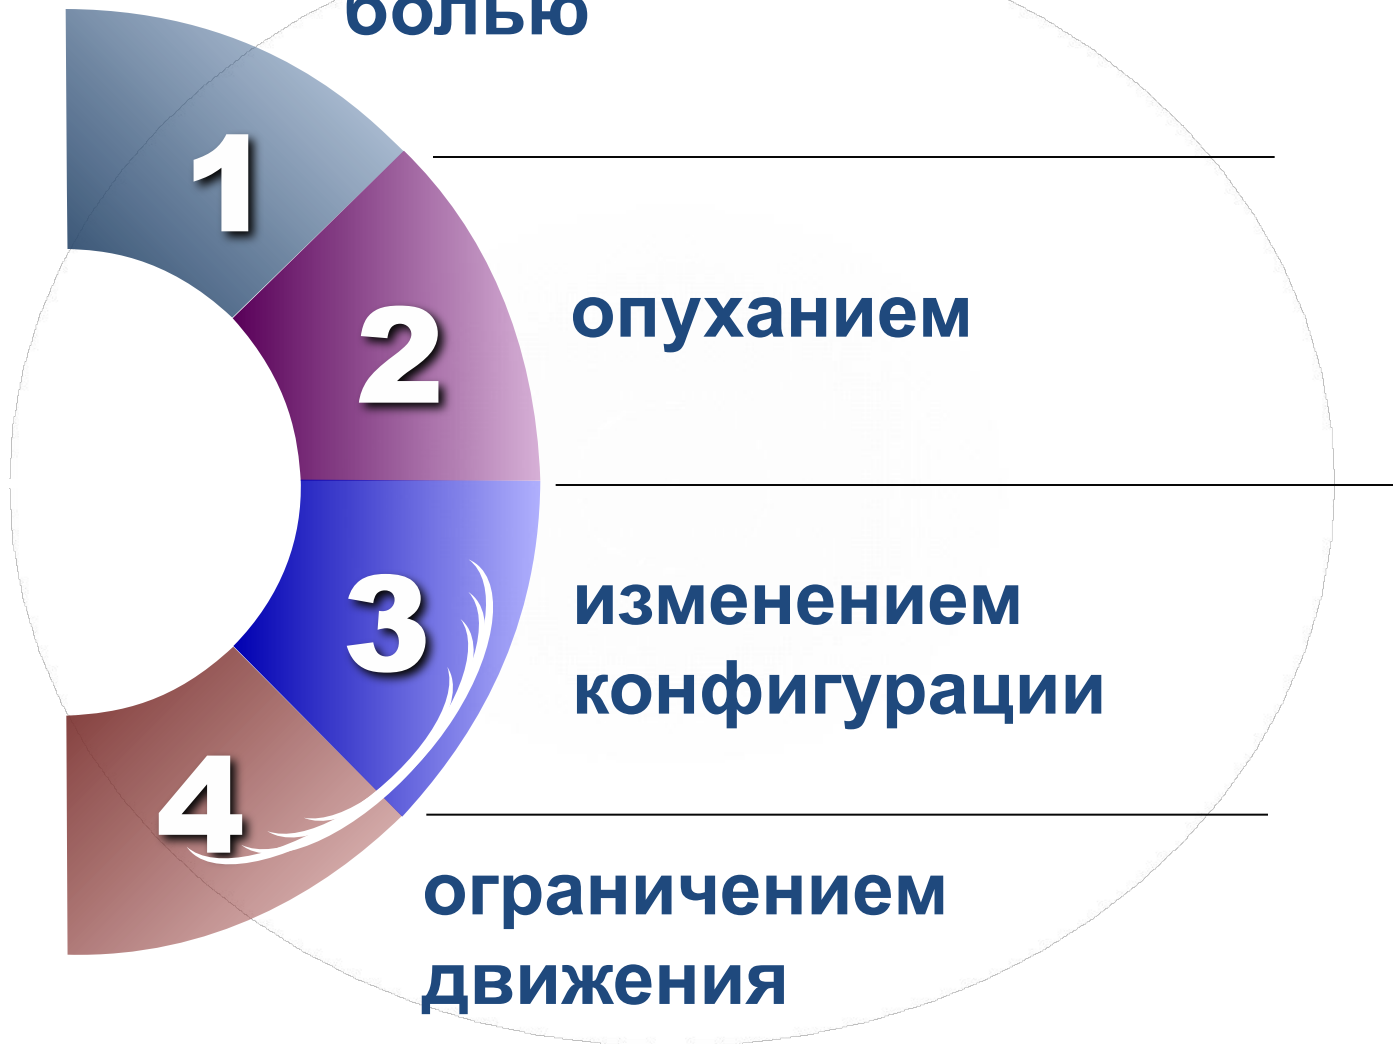 болью
1
опуханием
2
изменением
3
конфигурации
4
ограничением
движения